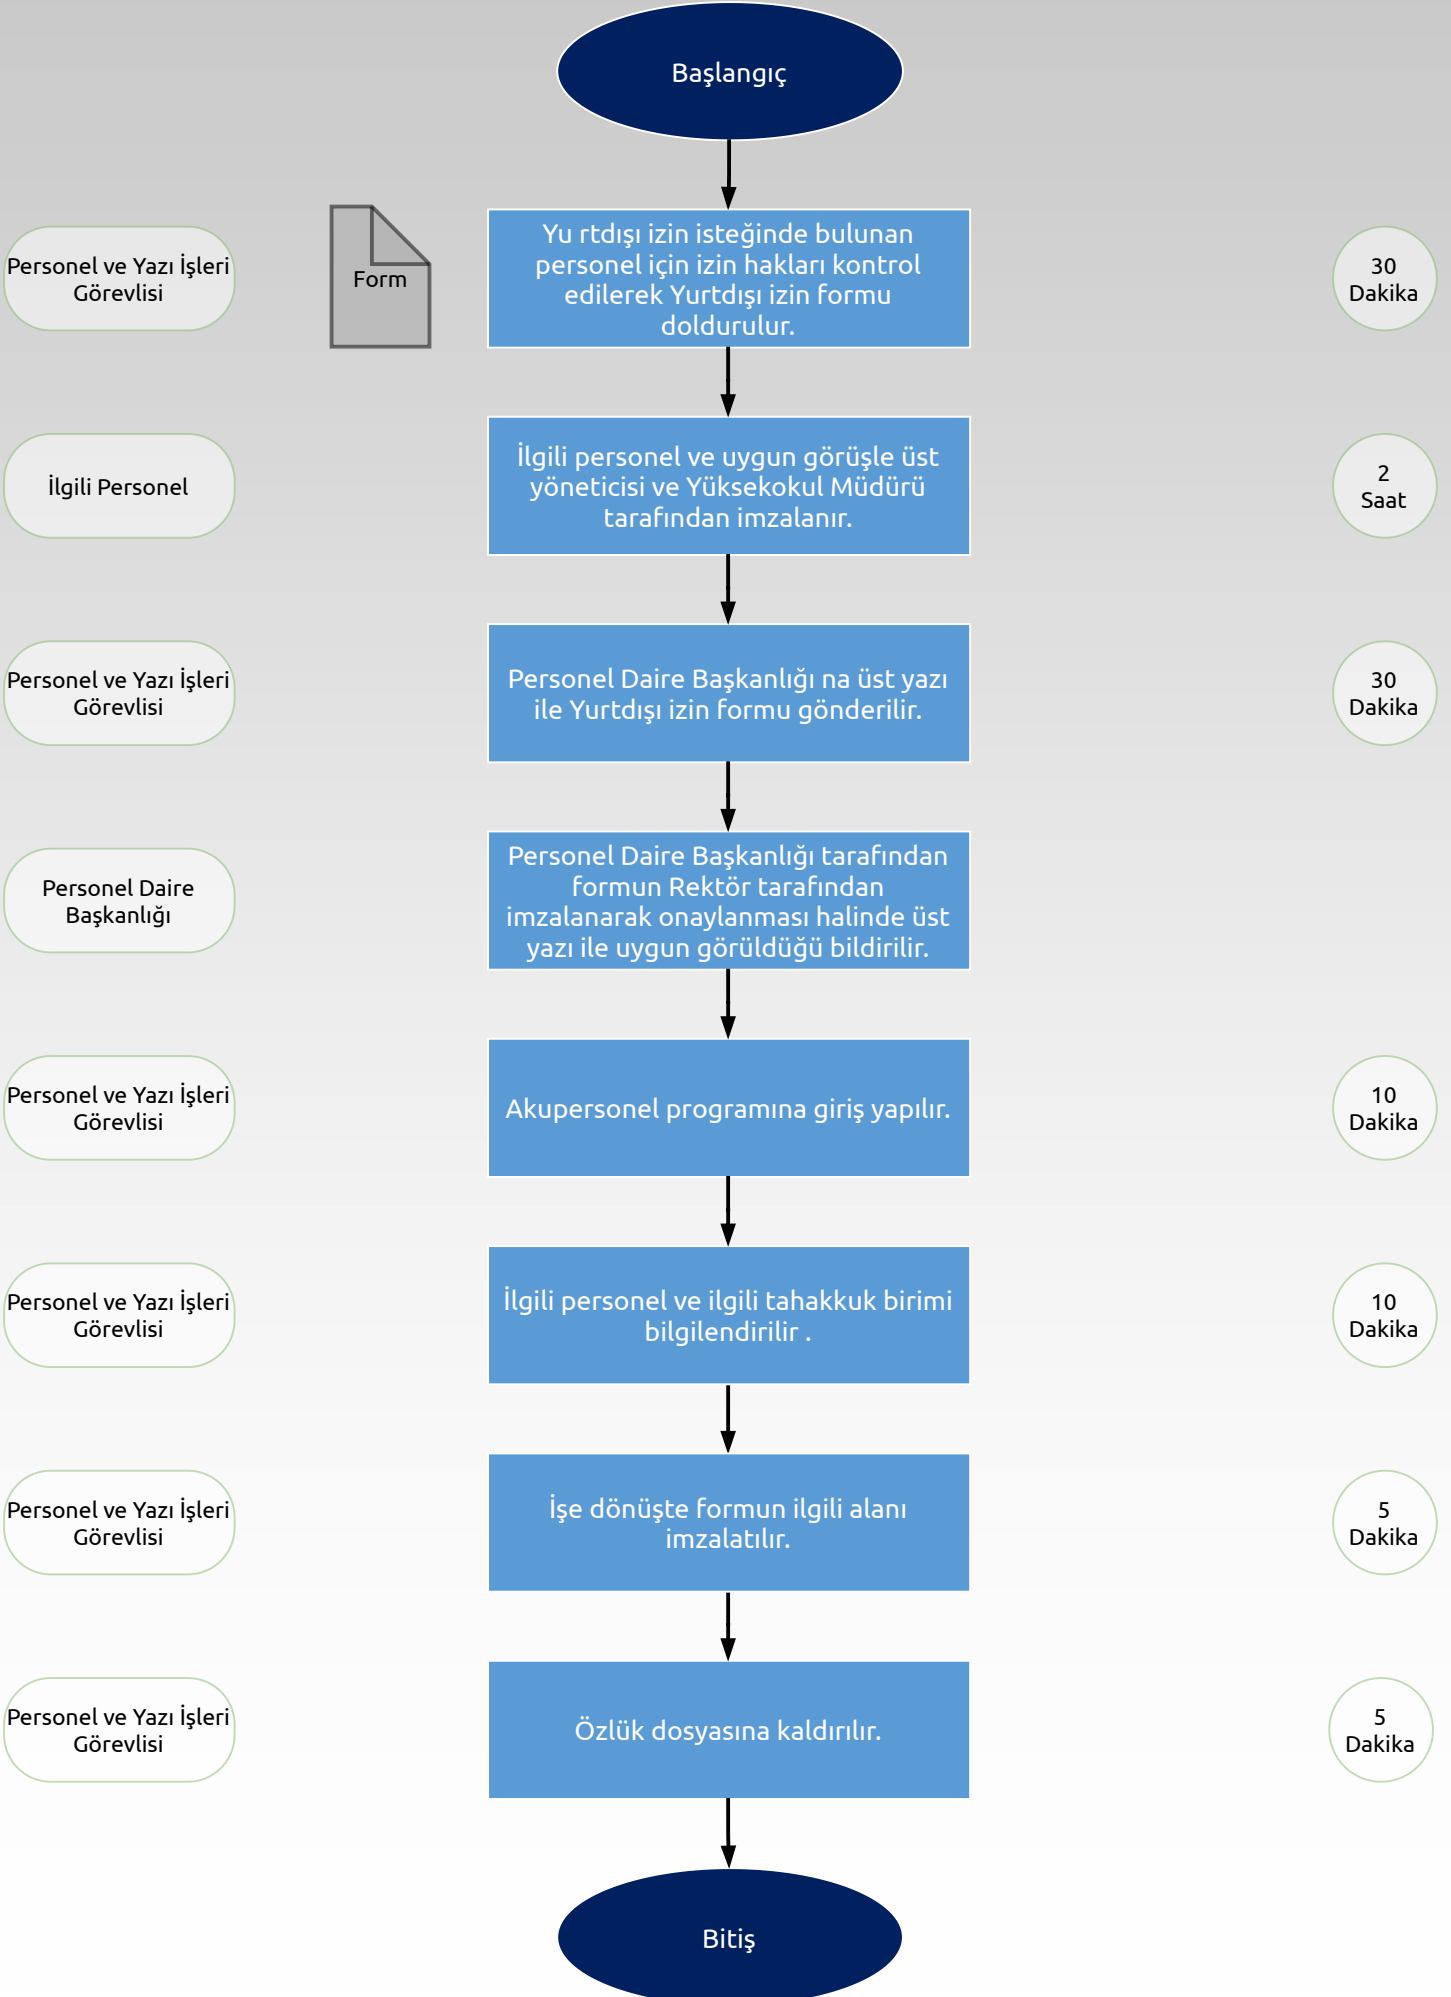 Başlangıç
Personel ve Yazı İşleri
Görevlisi
Form
Yu rtdışı izin isteğinde bulunan
personel için izin hakları kontrol
edilerek Yurtdışı izin formu
doldurulur.
30
Dakika
İlgili Personel
İlgili personel ve uygun görüşle üst
yöneticisi ve Yüksekokul Müdürü
tarafından imzalanır.
2
Saat
Personel ve Yazı İşleri
Görevlisi
Personel Daire Başkanlığı na üst yazı
ile Yurtdışı izin formu gönderilir.
30
Dakika
Personel Daire
Başkanlığı
Personel Daire Başkanlığı tarafından
formun Rektör tarafından
imzalanarak onaylanması halinde üst
yazı ile uygun görüldüğü bildirilir.
Personel ve Yazı İşleri
Görevlisi
Akupersonel programına giriş yapılır.
10
Dakika
Personel ve Yazı İşleri
Görevlisi
İlgili personel ve ilgili tahakkuk birimi
bilgilendirilir .
10
Dakika
Personel ve Yazı İşleri
Görevlisi
İşe dönüşte formun ilgili alanı
imzalatılır.
5
Dakika
Personel ve Yazı İşleri
Görevlisi
Özlük dosyasına kaldırılır.
5
Dakika
Bitiş